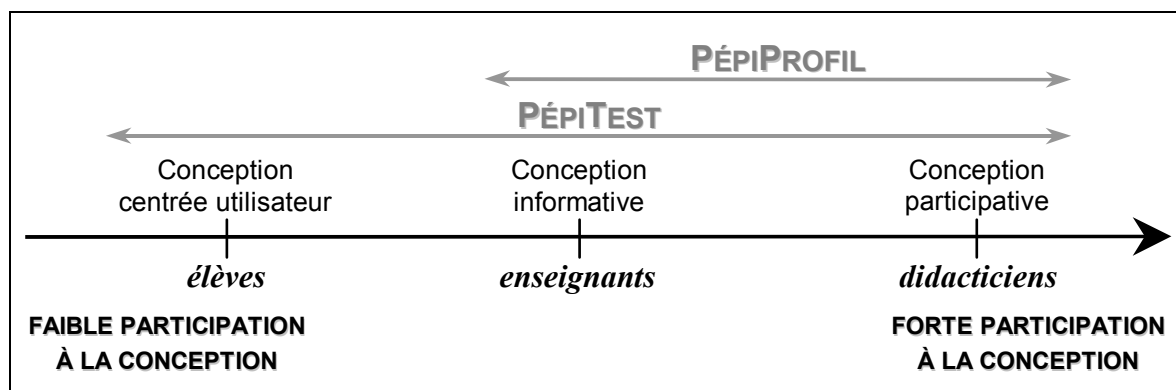 PÉPIPROFIL
PÉPITEST
Conception
centrée utilisateur
Conception
informative
Conception
participative
élèves
enseignants
didacticiens
FAIBLE PARTICIPATION
À LA CONCEPTION
FORTE PARTICIPATION
À LA CONCEPTION